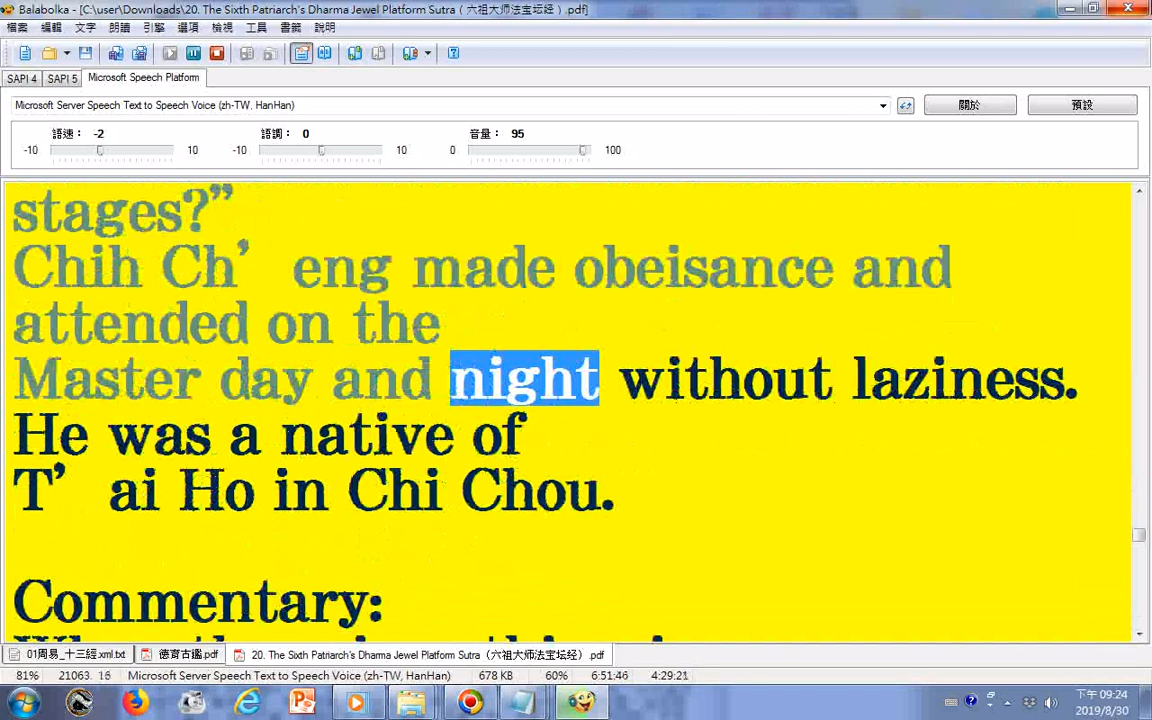 Balabolka - [C:\user\Downloads\20. The Sixth Patriarch's Dharma Jewel Platform Sutra（六祖大师法宝坛经）.pdf]
檔案 編輯 文字 朗讀 引擎 選項 檢視 工具 書籤 說明
SAPI 4 SAPI 5 Microsoft Speech Platform
Microsoft Server Speech Text to Speech Voice (zh-TW, HanHan) 關於 預設
語速： -2 語調： 0 音量： 95
-10 10 -10 10 0 100
stages?”
Chih Ch’ eng made obeisance and
attended on the
Master day and night without laziness.
He was a native of
T’ ai Ho in Chi Chou.
Commentary:
01周易_十三經.xml.txt 德育古鑑.pdf 20. The Sixth Patriarch's Dharma Jewel Platform Sutra（六祖大师法宝坛经）.pdf
81% 21063. 16 Microsoft Server Speech Text to Speech Voice (zh-TW, HanHan) 678 KB 60% 6:51:46 4:29:21
下午 09:24
2019/8/30